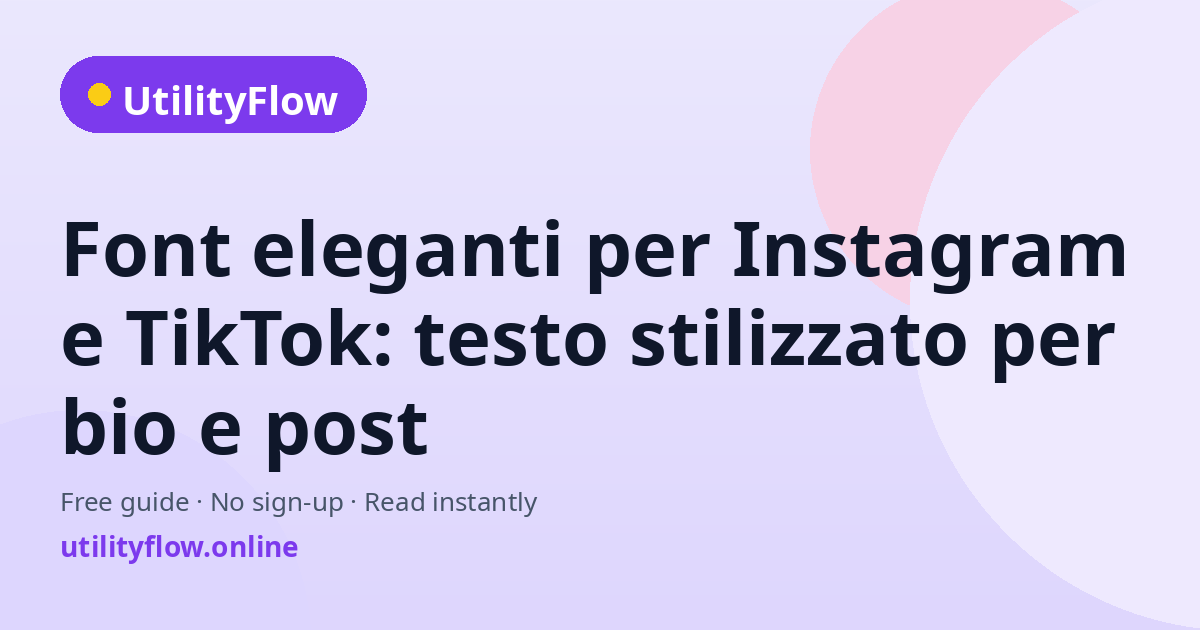 UtilityFlow
Font eleganti per Instagram
e TikTok: testo stilizzato per
bio e post
Free guide · No sign-up · Read instantly
utilityflow.online